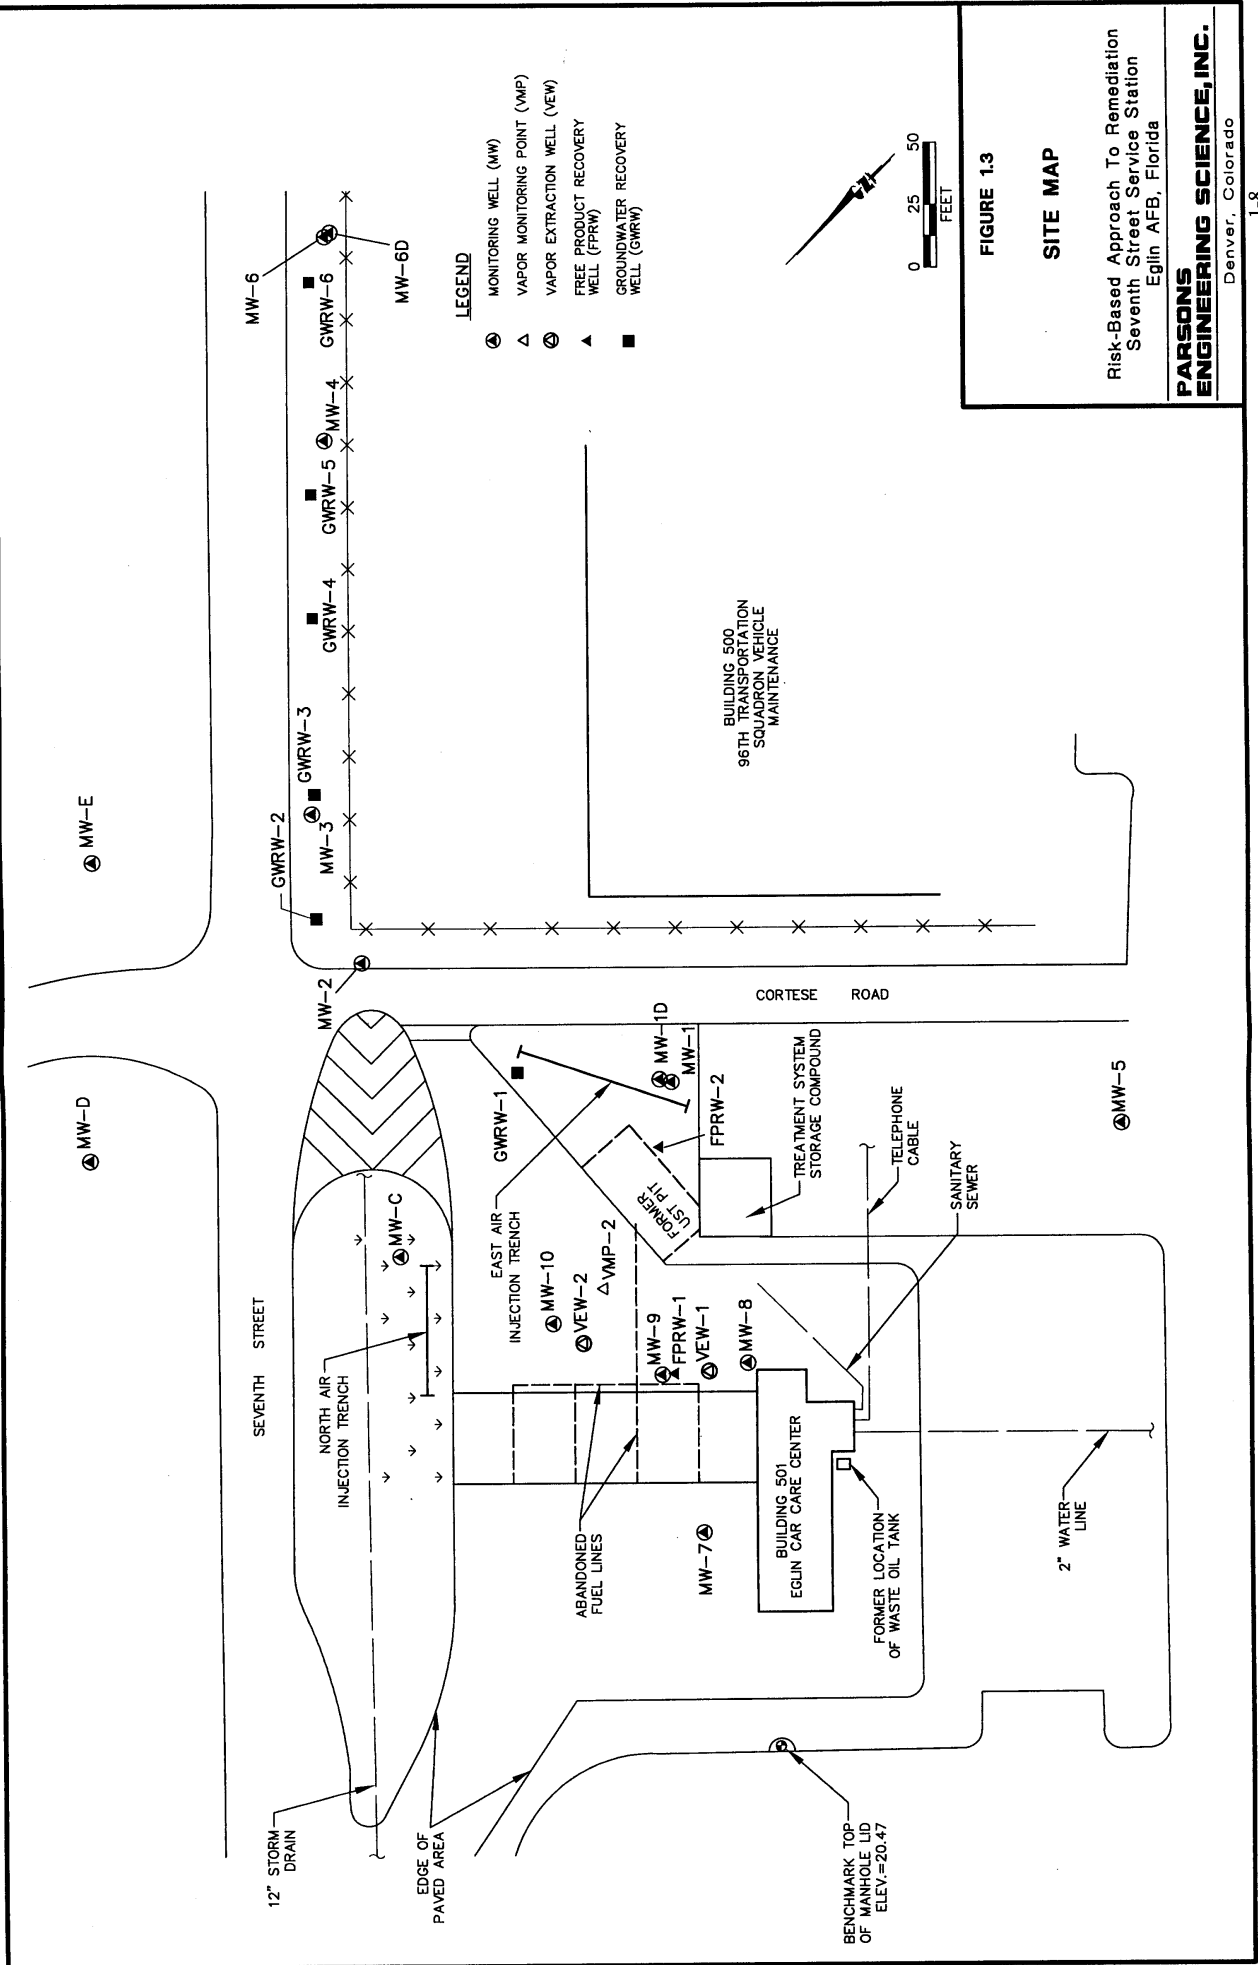 MW-D
MW-E
12" STORM
DRAIN
SEVENTH STREET
NORTH AIR
INJECTION TRENCH
MW-C
MW-2
GWRW-2
MW-3
GWRW-3
GWRW-4
GWRW-5
MW-4
GWRW-6
MW-6
MW-6D
EDGE OF
PAVED AREA
ABANDONED
FUEL LINES
EAST AIR
INJECTION TRENCH
GWRW-1
MW-10
VEW-2
VMP-2
MW-9
FPRW-1
VEW-1
MW-8
MW-7
FORMER
UST PIT
MW-1D
MW-1
FPRW-2
CORTESE ROAD
TREATMENT SYSTEM
STORAGE COMPOUND
TELEPHONE
CABLE
SANITARY
SEWER
MW-5
BUILDING 501
EGLIN CAR CARE CENTER
FORMER LOCATION
OF WASTE OIL TANK
2" WATER
LINE
BENCHMARK TOP
OF MANHOLE LID
ELEV.=20.47
BUILDING 500
96TH TRANSPORTATION
SQUADRON VEHICLE
MAINTENANCE
LEGEND
MONITORING WELL (MW)
VAPOR MONITORING POINT (VMP)
VAPOR EXTRACTION WELL (VEW)
FREE PRODUCT RECOVERY
WELL (FPRW)
GROUNDWATER RECOVERY
WELL (GWRW)
N
0 25 50
FEET
FIGURE 1.3
SITE MAP
Risk-Based Approach To Remediation
Seventh Street Service Station
Eglin AFB, Florida
PARSONS
ENGINEERING SCIENCE, INC.
Denver, Colorado
1-8